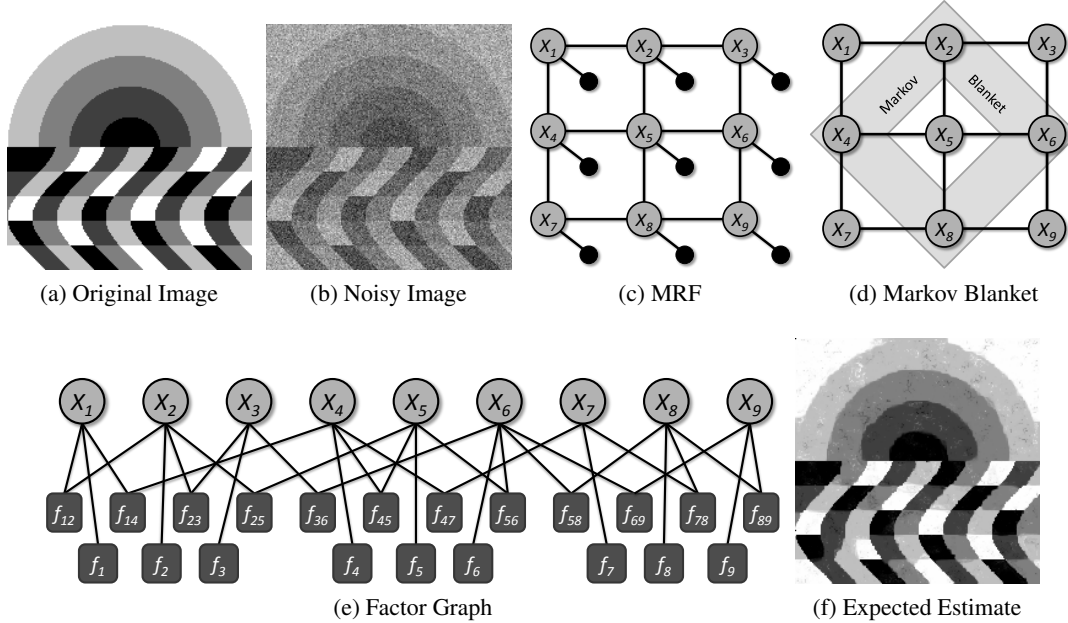 X1 X2 X3
X4 X5 X6
X7 X8 X9
X1 X2 X3
Markov Blanket
X4 X5 X6
X7 X8 X9
(a) Original Image
(b) Noisy Image
(c) MRF
(d) Markov Blanket
X1 X2 X3 X4 X5 X6 X7 X8 X9
f12 f14 f23 f25 f36 f45 f47 f56 f58 f69 f78 f89
f1 f2 f3 f4 f5 f6 f7 f8 f9
(e) Factor Graph
(f) Expected Estimate